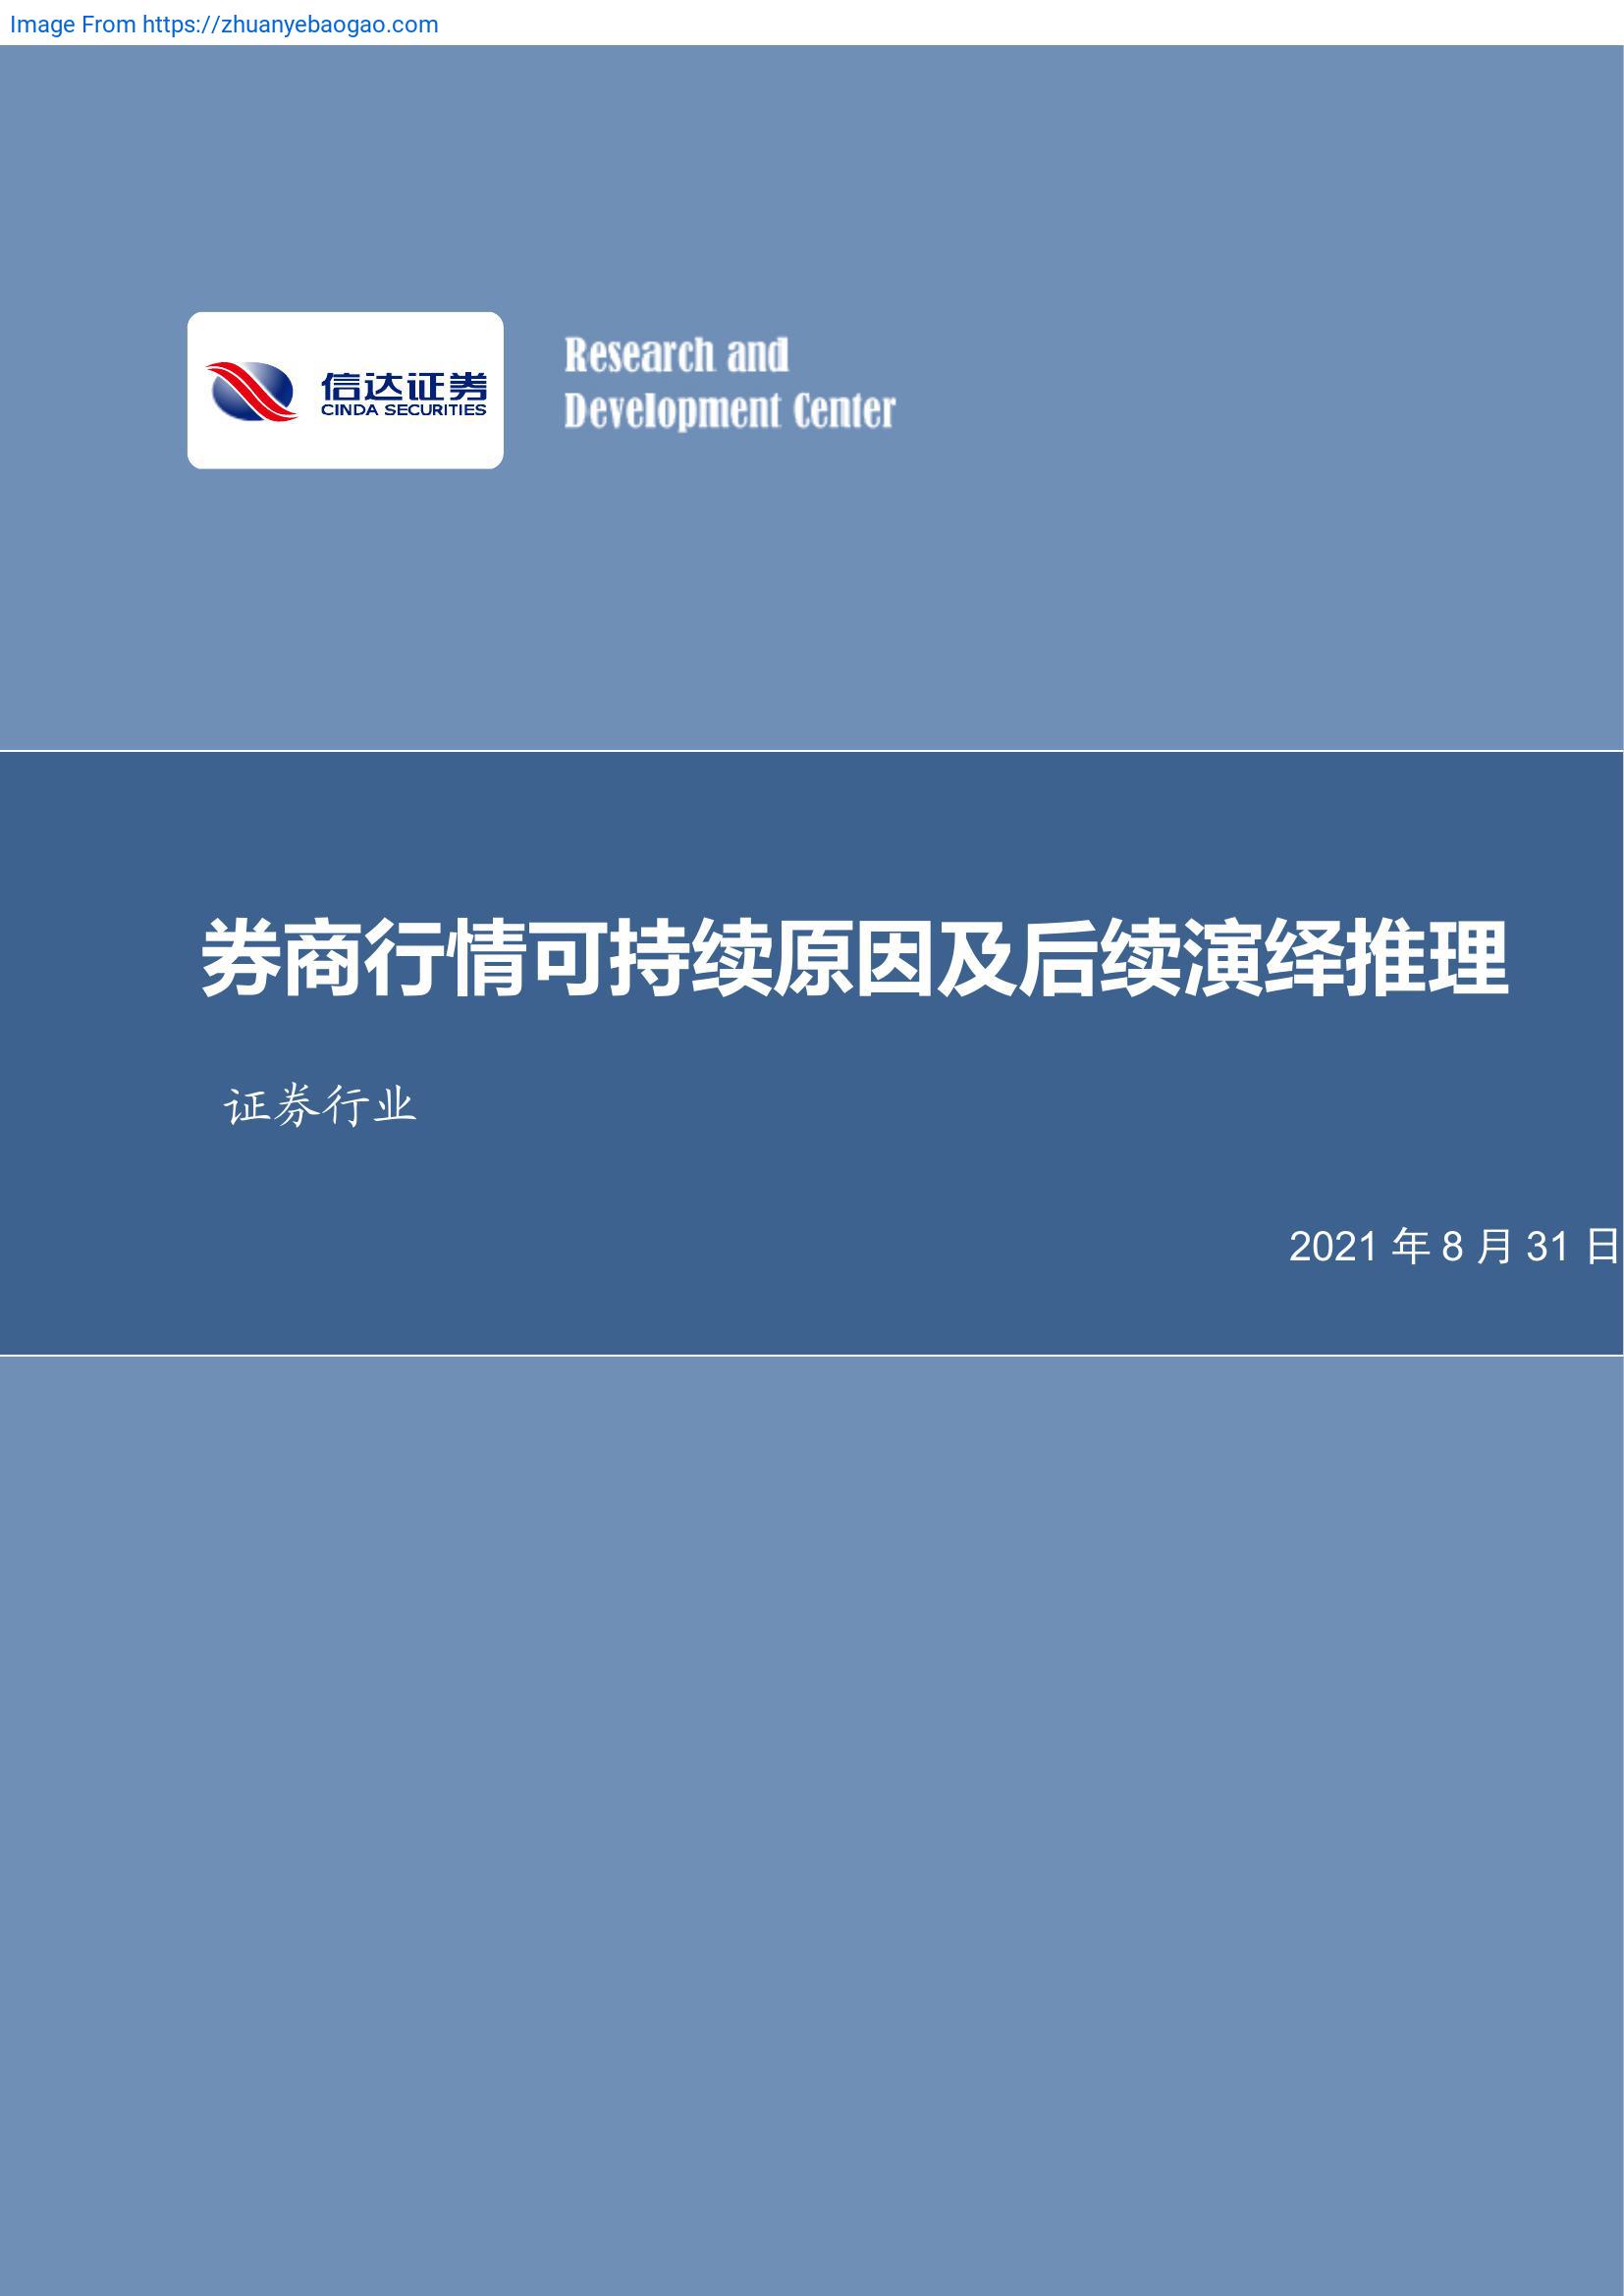 Image From https://zhuanyebaogao.com
信达证券
CINDA SECURITIES
Research and
Development Center
券商行情可持续原因及后续演绎推理
证券行业
2021 年 8 月 31 日